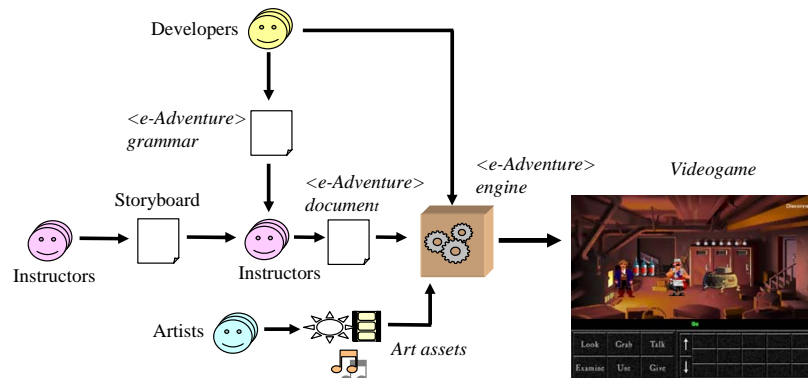 Developers
<e-Adventure>
grammar
<e-Adventure>
document
<e-Adventure>
engine
Videogame
Storyboard
Instructors
Instructors
Artists
Art assets
Go
Look Grab Talk
Examine Use Give